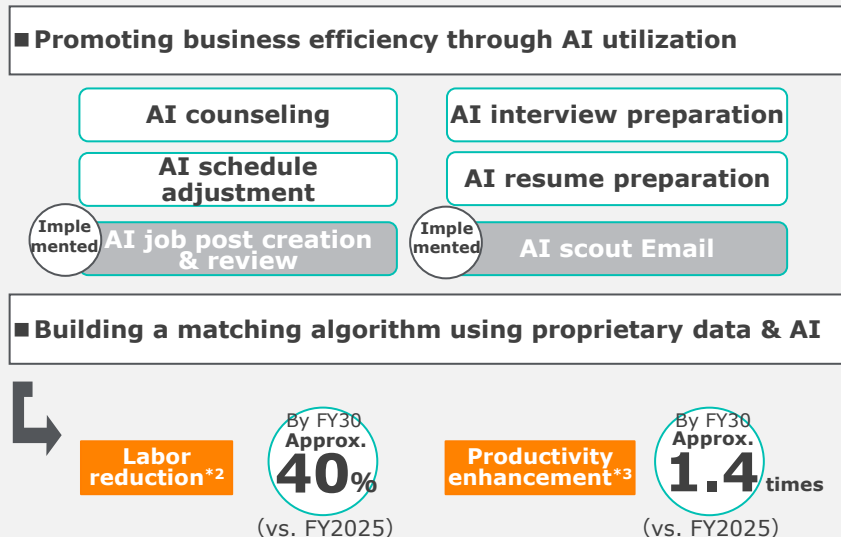 ■Promoting business efficiency through AI utilization
AI counseling
AI interview preparation
AI schedule
adjustment
AI resume preparation
Imple
mented
AI job post creation
& review
Imple
mented
AI scout Email
■Building a matching algorithm using proprietary data & AI
Labor
reduction*2
By FY30
Approx.
40%
(vs. FY2025)
Productivity
enhancement*3
By FY30
Approx.
1.4 times
(vs. FY2025)